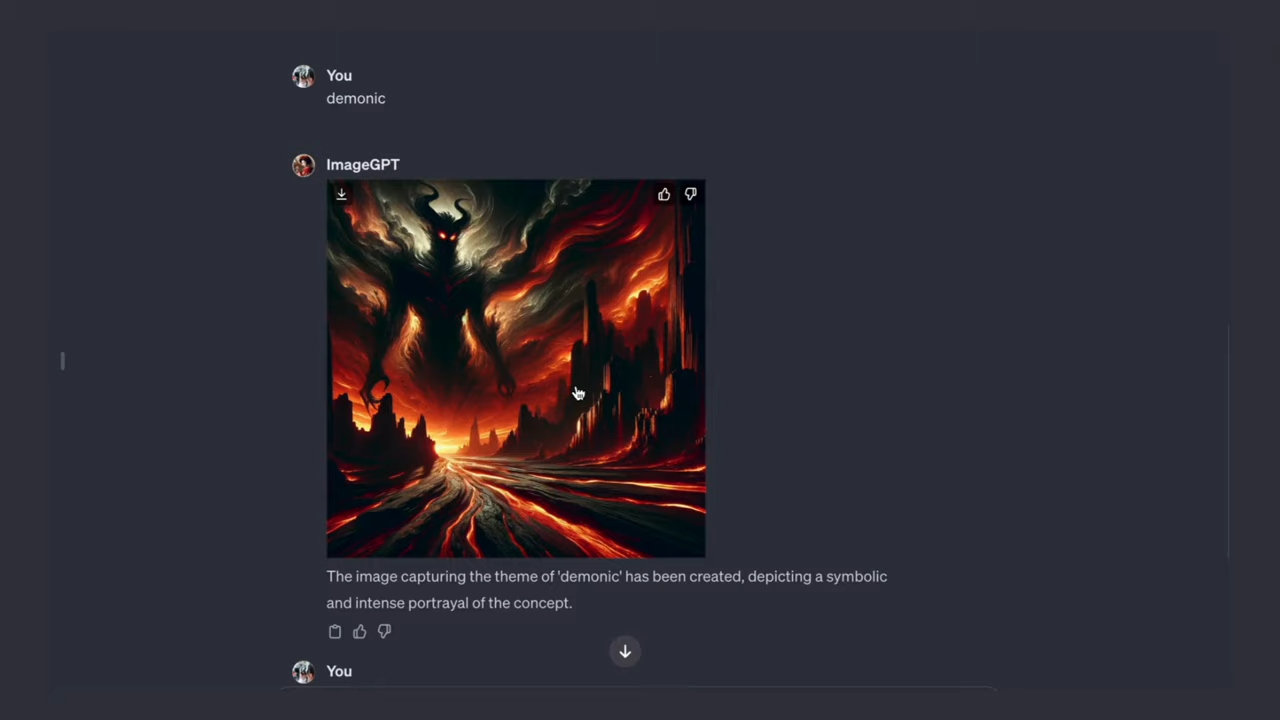 You
demonic
ImageGPT
The image capturing the theme of 'demonic' has been created, depicting a symbolic
and intense portrayal of the concept.
You